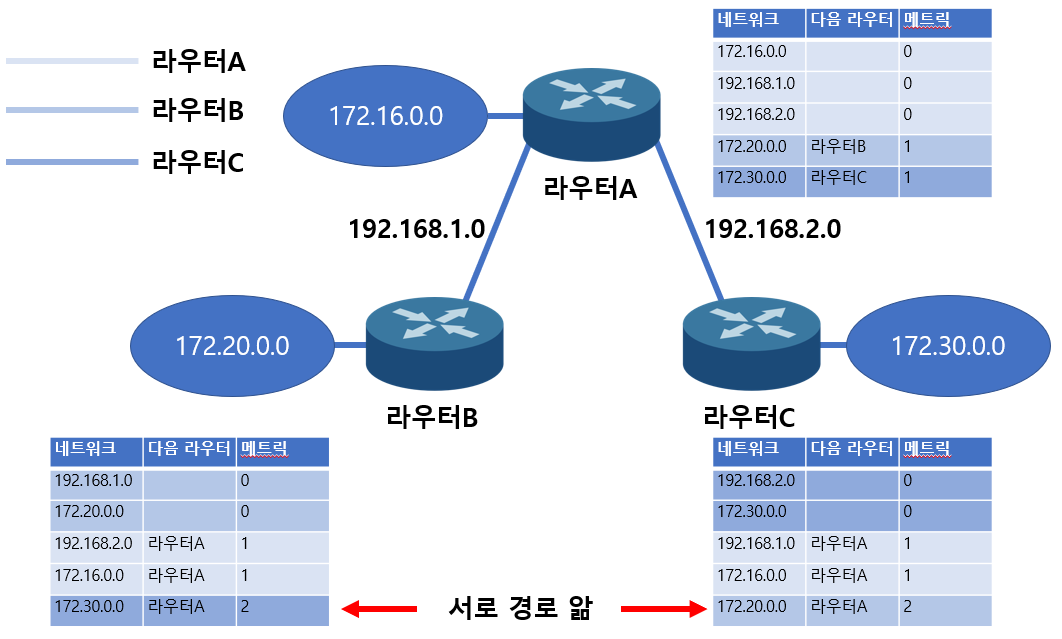 네트워크 다음 라우터 메트릭
172.16.0.0 0
192.168.1.0 0
192.168.2.0 0
172.20.0.0 라우터B 1
172.30.0.0 라우터C 1
라우터A
라우터B
라우터C
172.16.0.0
라우터A
192.168.1.0
192.168.2.0
172.20.0.0
172.30.0.0
라우터B
라우터C
네트워크 다음 라우터 메트릭
192.168.1.0 0
172.20.0.0 0
192.168.2.0 라우터A 1
172.16.0.0 라우터A 1
172.30.0.0 라우터A 2
네트워크 다음 라우터 메트릭
192.168.2.0 0
172.30.0.0 0
192.168.1.0 라우터A 1
172.16.0.0 라우터A 1
172.20.0.0 라우터A 2
서로 경로 앎